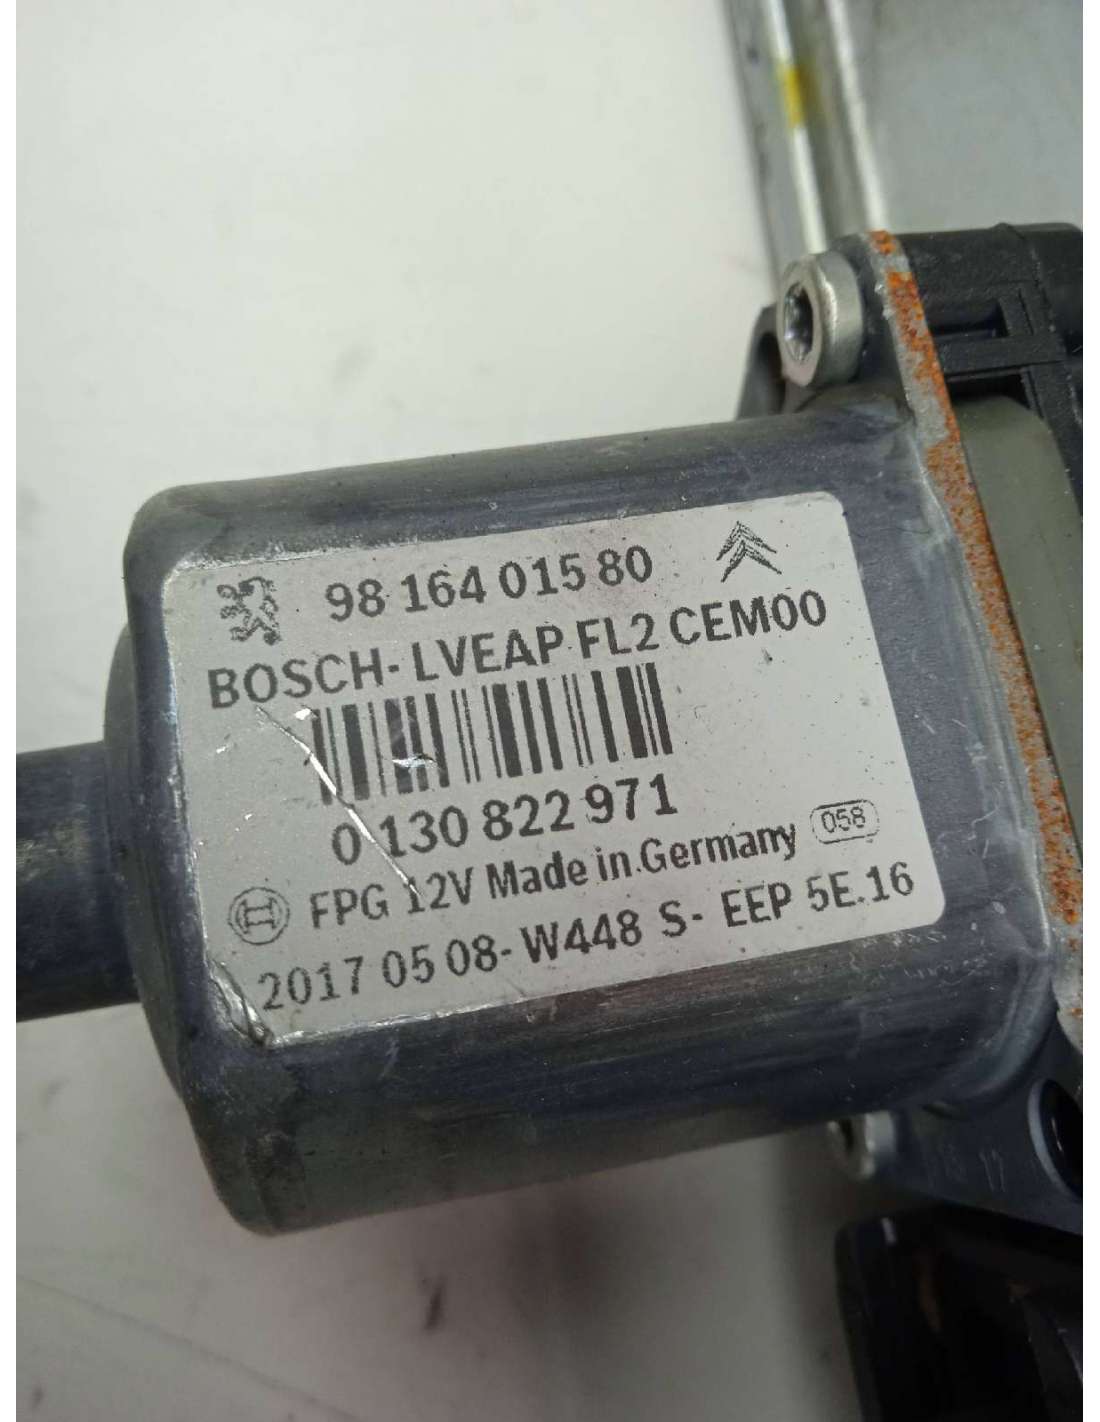 98 164 015 80
BOSCH- LVEAP FL2 CEM00
0 130 822 971
FPG 12V Made in Germany 058
2017 05 08- W448 S- EEP 5E.16